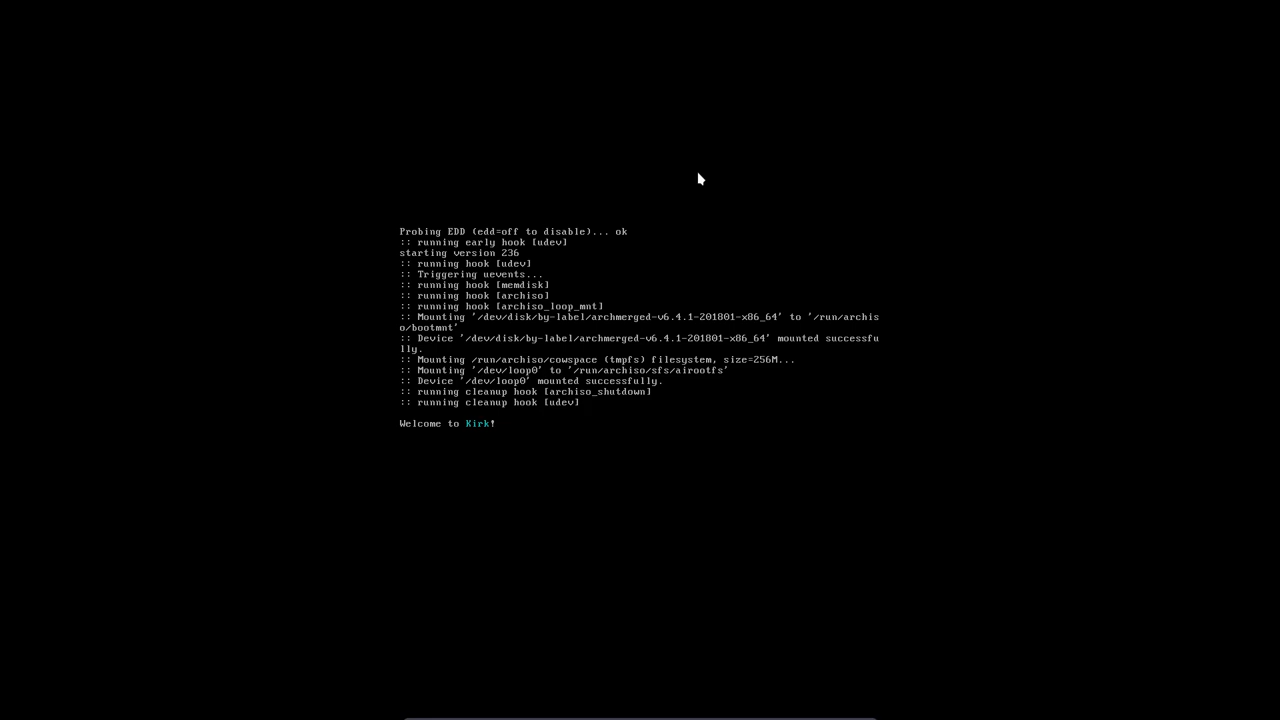 Probing EDD (edd=off to disable)... ok
:: running early hook [udev]
starting version 236
:: running hook [udev]
:: Triggering uevents...
:: running hook [memdisk]
:: running hook [archiso]
:: running hook [archiso_loop_mnt]
:: Mounting '/dev/disk/by-label/archmerged-v6.4.1-201801-x86_64' to '/run/archis
o/bootmnt'
:: Device '/dev/disk/by-label/archmerged-v6.4.1-201801-x86_64' mounted successfu
lly.
:: Mounting /run/archiso/cowspace (tmpfs) filesystem, size=256M...
:: Mounting '/dev/loop0' to '/run/archiso/sfs/airootfs'
:: Device '/dev/loop0' mounted successfully.
:: running cleanup hook [archiso_shutdown]
:: running cleanup hook [udev]
Welcome to Kirk!